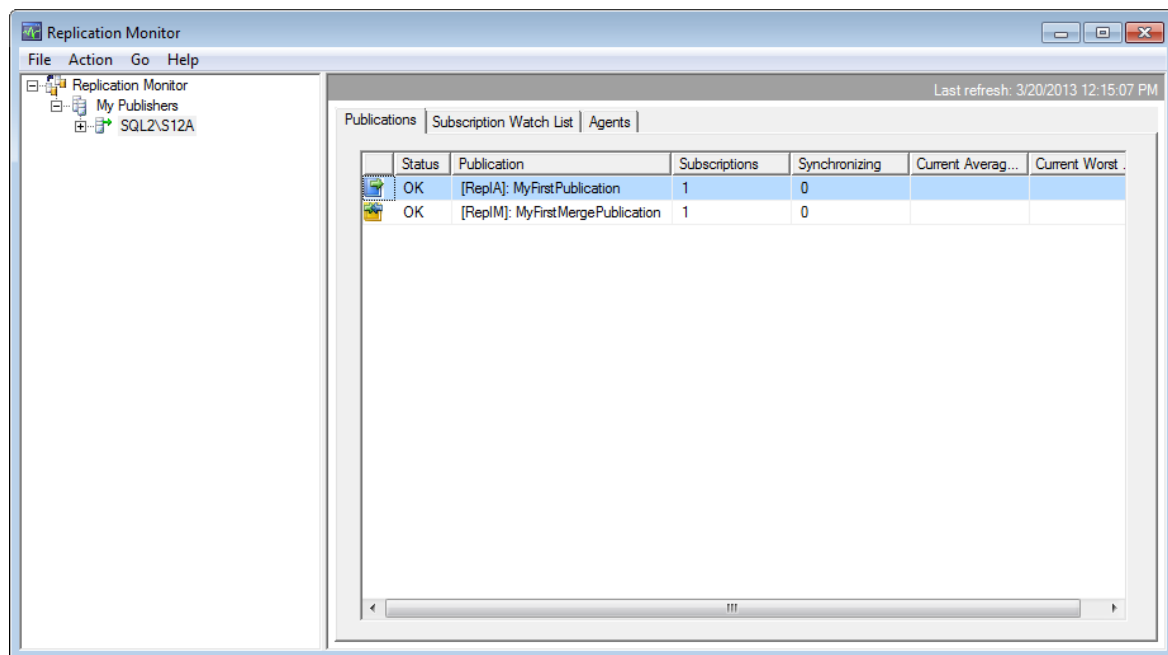 Replication Monitor
File Action Go Help
Replication Monitor
My Publishers
SQL2\S12A
Last refresh: 3/20/2013 12:15:07 PM
Publications Subscription Watch List Agents
Status Publication Subscriptions Synchronizing Current Averag... Current Worst .
OK [ReplA]: MyFirstPublication 1 0
OK [ReplM]: MyFirstMergePublication 1 0